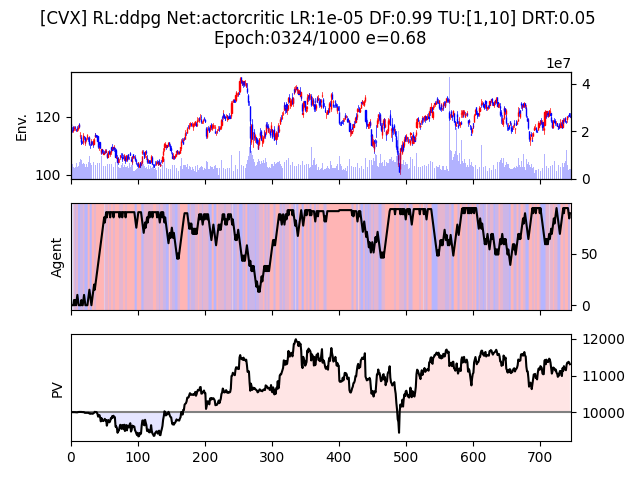 [CVX] RL:ddpg Net:actorcritic LR:1e-05 DF:0.99 TU:[1,10] DRT:0.05
Epoch:0324/1000 e=0.68
1e7
Env.
120
100
4
2
0
Agent
50
0
PV
12000
11000
10000
0 100 200 300 400 500 600 700